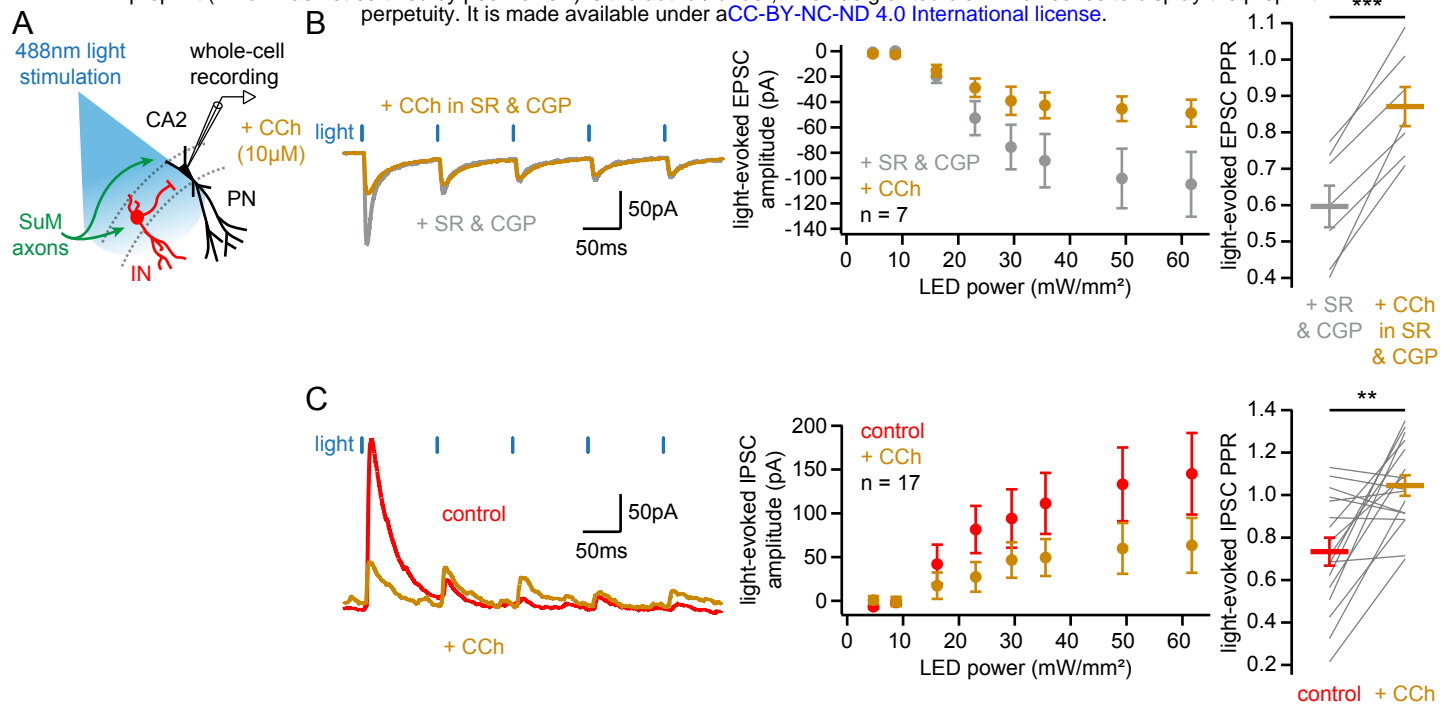 perpetuity. It is made available under aCC-BY-NC-ND 4.0 International license.
A
488nm light
stimulation
whole-cell
recording
CA2
+ CCh
(10µM)
PN
SuM
axons
IN
B
+ CCh in SR & CGP
light
+ SR & CGP
50pA
50ms
light-evoked EPSC
amplitude (pA)
0
-20
-40
-60
-80
-100
-120
-140
+ SR & CGP
+ CCh
n = 7
0 10 20 30 40 50 60
LED power (mW/mm²)
light-evoked EPSC PPR
***
1.1
1.0
0.9
0.8
0.7
0.6
0.5
0.4
+ SR
& CGP
+ CCh
in SR
& CGP
C
light
control
50pA
50ms
+ CCh
light-evoked IPSC
amplitude (pA)
200
150
100
50
0
control
+ CCh
n = 17
0 10 20 30 40 50 60
LED power (mW/mm²)
light-evoked IPSC PPR
**
1.4
1.2
1.0
0.8
0.6
0.4
0.2
control + CCh